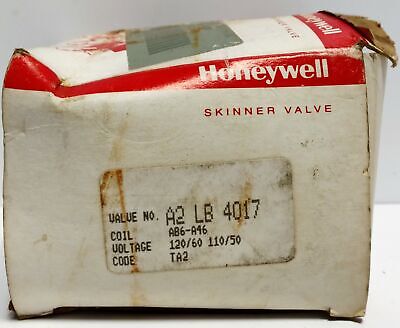 Honeywell
SKINNER VALVE
VALVE NO. A2 LB 4017
COIL AB6-A46
VOLTAGE 120/60 110/50
CODE TA2